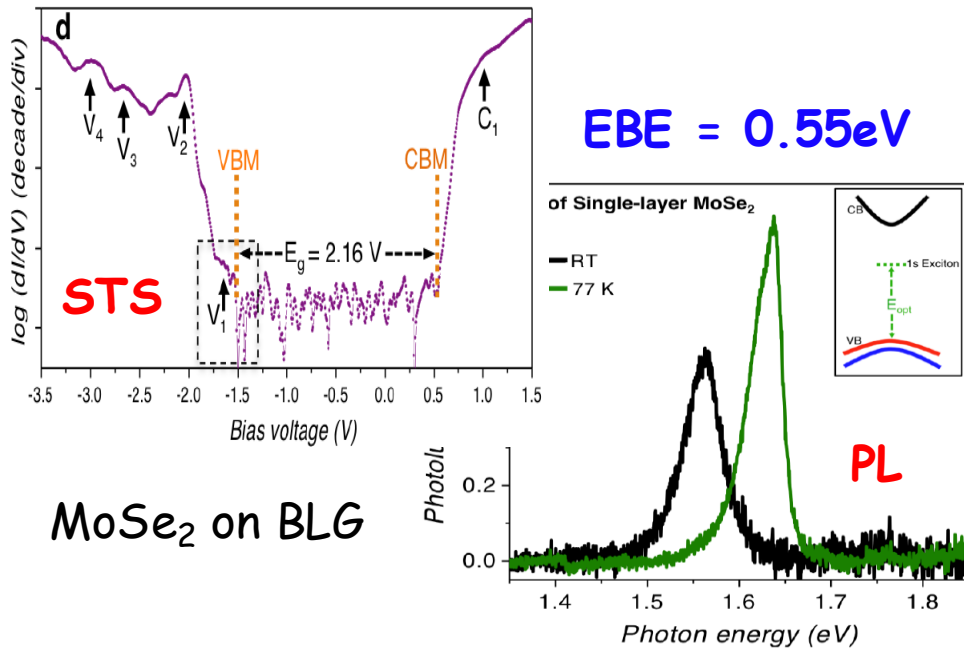 d
log (dI/dV) (decade/div)
V₄
V₃
V₂
VBM
CBM
C₁
E_g = 2.16 V
V₁
STS
-3.5 -3.0 -2.5 -2.0 -1.5 -1.0 -0.5 0.0 0.5 1.0 1.5
Bias voltage (V)
MoSe₂ on BLG
EBE = 0.55eV
of Single-layer MoSe₂
RT
77 K
CB
1s Exciton
E_opt
VB
PL
0.2
0.0
1.4 1.5 1.6 1.7 1.8
Photon energy (eV)